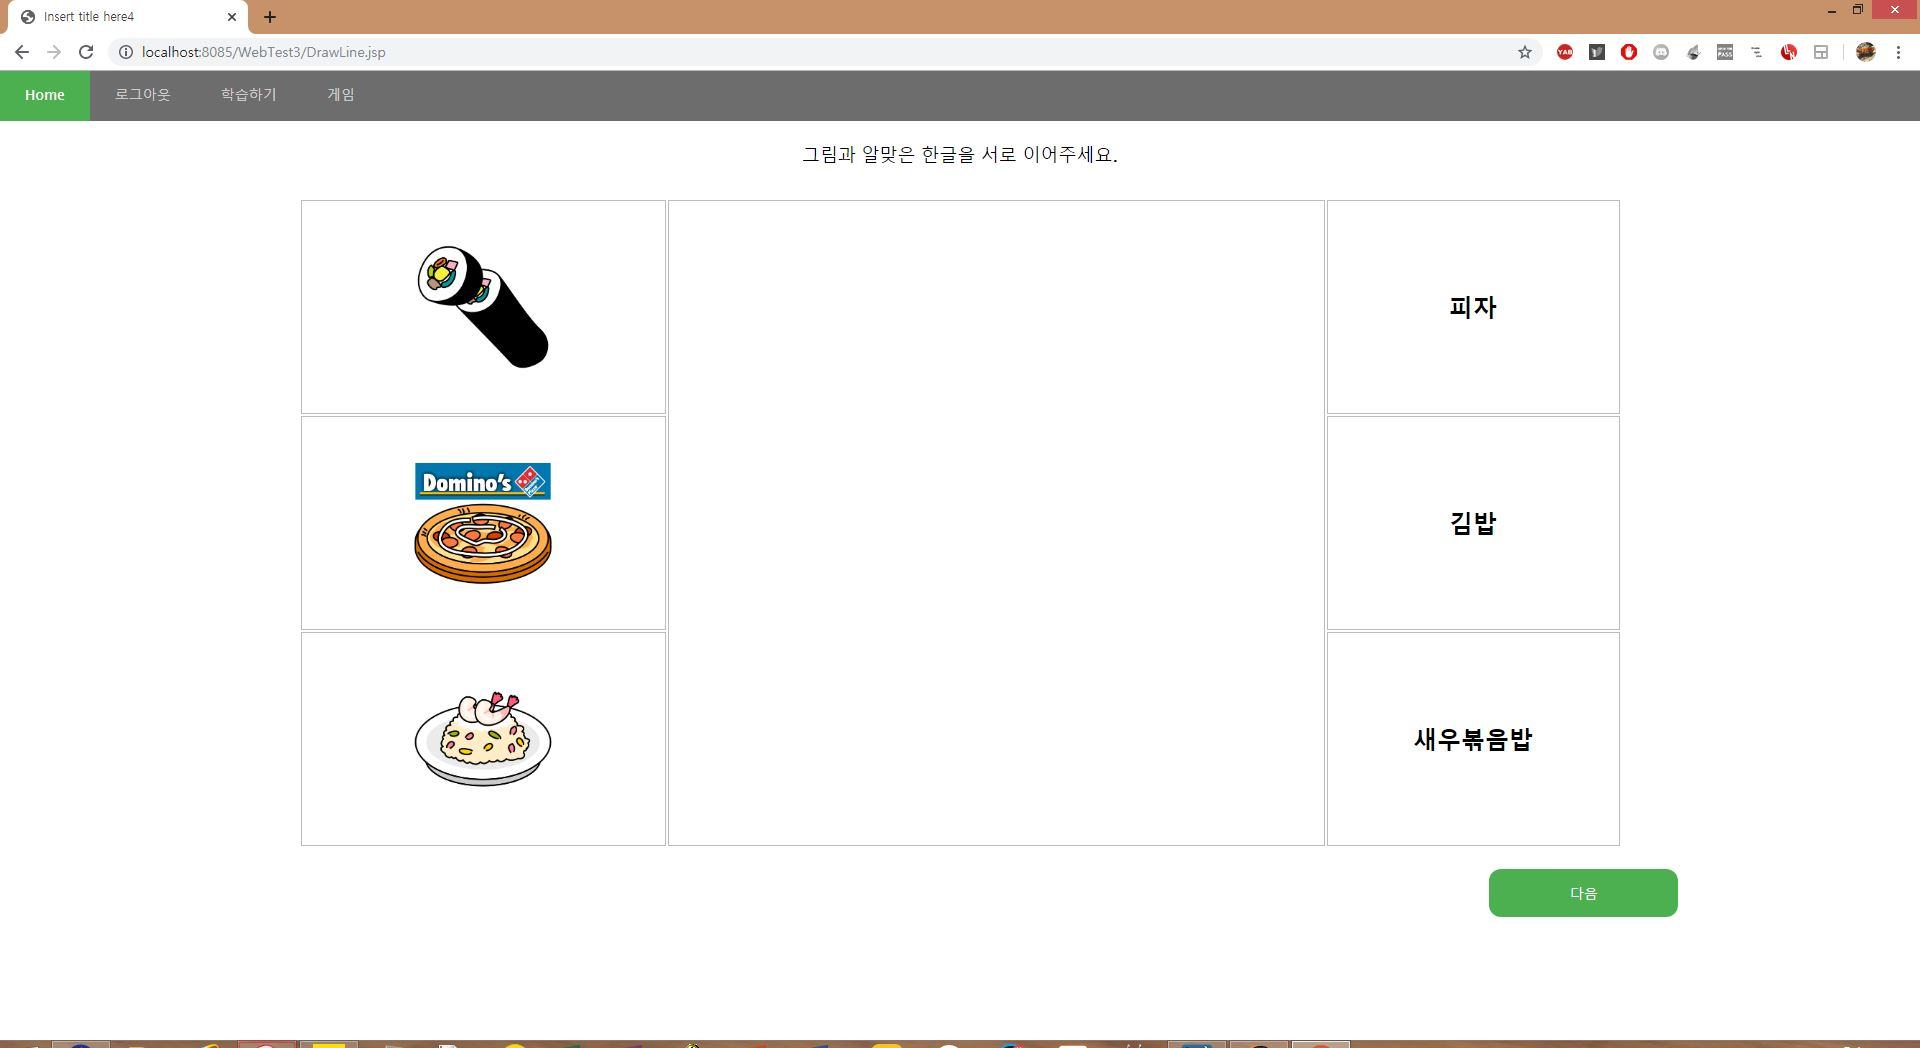 Insert title here4
localhost:8085/WebTest3/DrawLine.jsp
Home 로그아웃 학습하기 게임
그림과 알맞은 한글을 서로 이어주세요.
피자
Domino's
김밥
새우볶음밥
다음